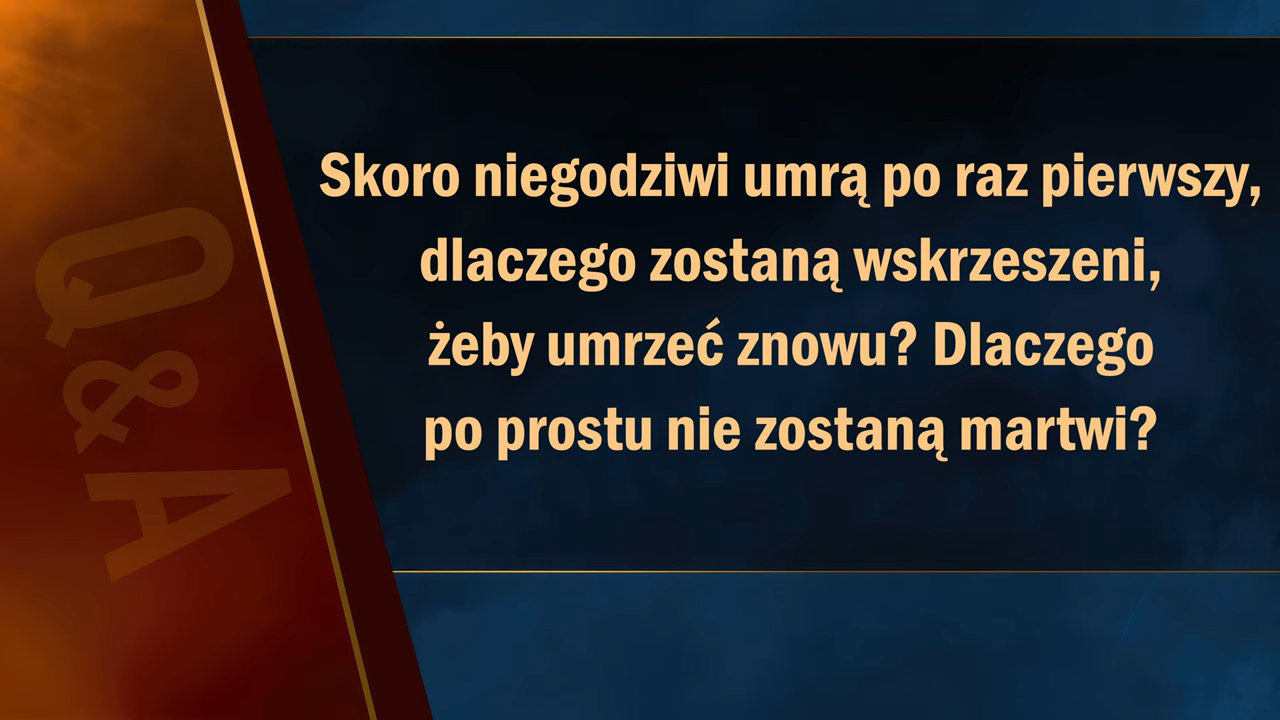 Q & A
Skoro niegodziwi umrą po raz pierwszy,
dlaczego zostaną wskrzeszeni,
żeby umrzeć znowu? Dlaczego
po prostu nie zostaną martwi?